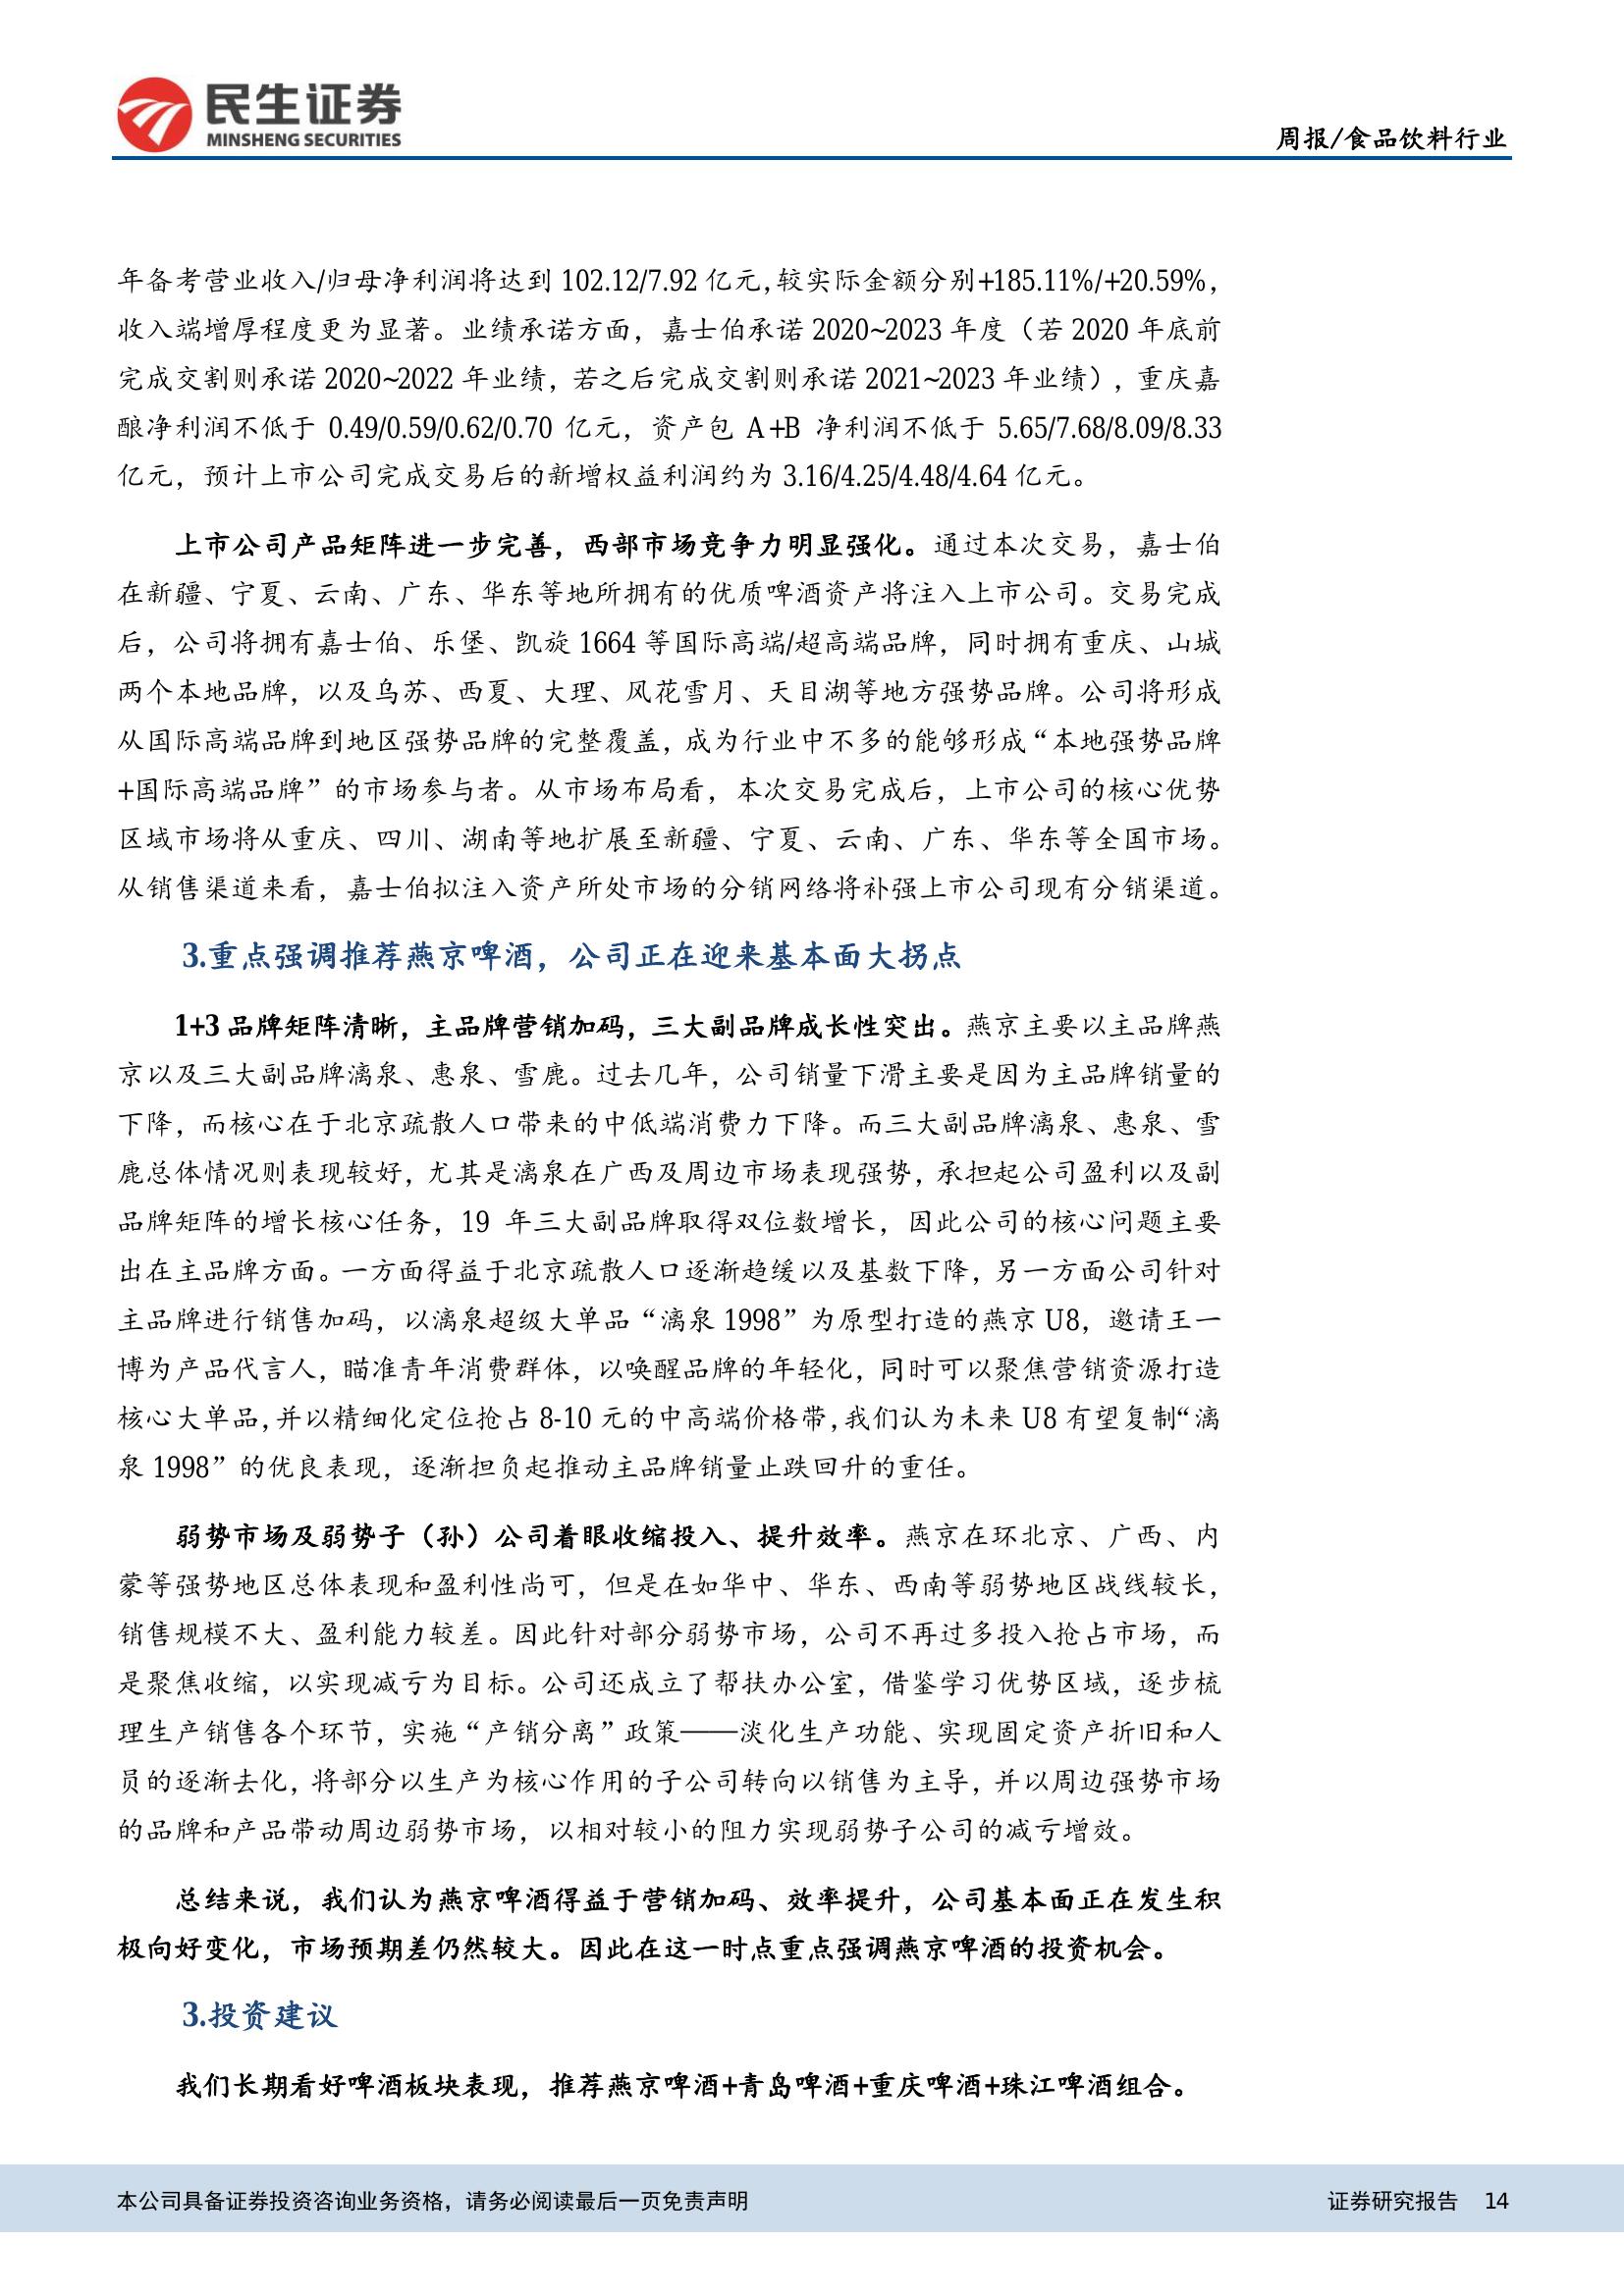 民生证券
MINSHENG SECURITIES
周报/食品饮料行业
年备考营业收入/归母净利润将达到 102.12/7.92 亿元，较实际金额分别+185.11%/+20.59%，
收入端增厚程度更为显著。业绩承诺方面，嘉士伯承诺 2020~2023 年度（若 2020 年底前
完成交割则承诺 2020~2022 年业绩，若之后完成交割则承诺 2021~2023 年业绩），重庆嘉
酿净利润不低于 0.49/0.59/0.62/0.70 亿元，资产包 A+B 净利润不低于 5.65/7.68/8.09/8.33
亿元，预计上市公司完成交易后的新增权益利润约为 3.16/4.25/4.48/4.64 亿元。
上市公司产品矩阵进一步完善，西部市场竞争力明显强化。通过本次交易，嘉士伯
在新疆、宁夏、云南、广东、华东等地所拥有的优质啤酒资产将注入上市公司。交易完成
后，公司将拥有嘉士伯、乐堡、凯旋 1664 等国际高端/超高端品牌，同时拥有重庆、山城
两个本地品牌，以及乌苏、西夏、大理、风花雪月、天目湖等地方强势品牌。公司将形成
从国际高端品牌到地区强势品牌的完整覆盖，成为行业中不多的能够形成“本地强势品牌
+国际高端品牌”的市场参与者。从市场布局看，本次交易完成后，上市公司的核心优势
区域市场将从重庆、四川、湖南等地扩展至新疆、宁夏、云南、广东、华东等全国市场。
从销售渠道来看，嘉士伯拟注入资产所处市场的分销网络将补强上市公司现有分销渠道。
3.重点强调推荐燕京啤酒，公司正在迎来基本面大拐点
1+3 品牌矩阵清晰，主品牌营销加码，三大副品牌成长性突出。燕京主要以主品牌燕
京以及三大副品牌漓泉、惠泉、雪鹿。过去几年，公司销量下滑主要是因为主品牌销量的
下降，而核心在于北京疏散人口带来的中低端消费力下降。而三大副品牌漓泉、惠泉、雪
鹿总体情况则表现较好，尤其是漓泉在广西及周边市场表现强势，承担起公司盈利以及副
品牌矩阵的增长核心任务，19 年三大副品牌取得双位数增长，因此公司的核心问题主要
出在主品牌方面。一方面得益于北京疏散人口逐渐趋缓以及基数下降，另一方面公司针对
主品牌进行销售加码，以漓泉超级大单品“漓泉 1998”为原型打造的燕京 U8，邀请王一
博为产品代言人，瞄准青年消费群体，以唤醒品牌的年轻化，同时可以聚焦营销资源打造
核心大单品，并以精细化定位抢占 8-10 元的中高端价格带，我们认为未来 U8 有望复制“漓
泉 1998”的优良表现，逐渐担负起推动主品牌销量止跌回升的重任。
弱势市场及弱势子（孙）公司着眼收缩投入、提升效率。燕京在环北京、广西、内
蒙等强势地区总体表现和盈利性尚可，但是在如华中、华东、西南等弱势地区战线较长，
销售规模不大、盈利能力较差。因此针对部分弱势市场，公司不再过多投入抢占市场，而
是聚焦收缩，以实现减亏为目标。公司还成立了帮扶办公室，借鉴学习优势区域，逐步梳
理生产销售各个环节，实施“产销分离”政策——淡化生产功能、实现固定资产折旧和人
员的逐渐去化，将部分以生产为核心作用的子公司转向以销售为主导，并以周边强势市场
的品牌和产品带动周边弱势市场，以相对较小的阻力实现弱势子公司的减亏增效。
总结来说，我们认为燕京啤酒得益于营销加码、效率提升，公司基本面正在发生积
极向好变化，市场预期差仍然较大。因此在这一时点重点强调燕京啤酒的投资机会。
3.投资建议
我们长期看好啤酒板块表现，推荐燕京啤酒+青岛啤酒+重庆啤酒+珠江啤酒组合。
本公司具备证券投资咨询业务资格，请务必阅读最后一页免责声明
证券研究报告 14